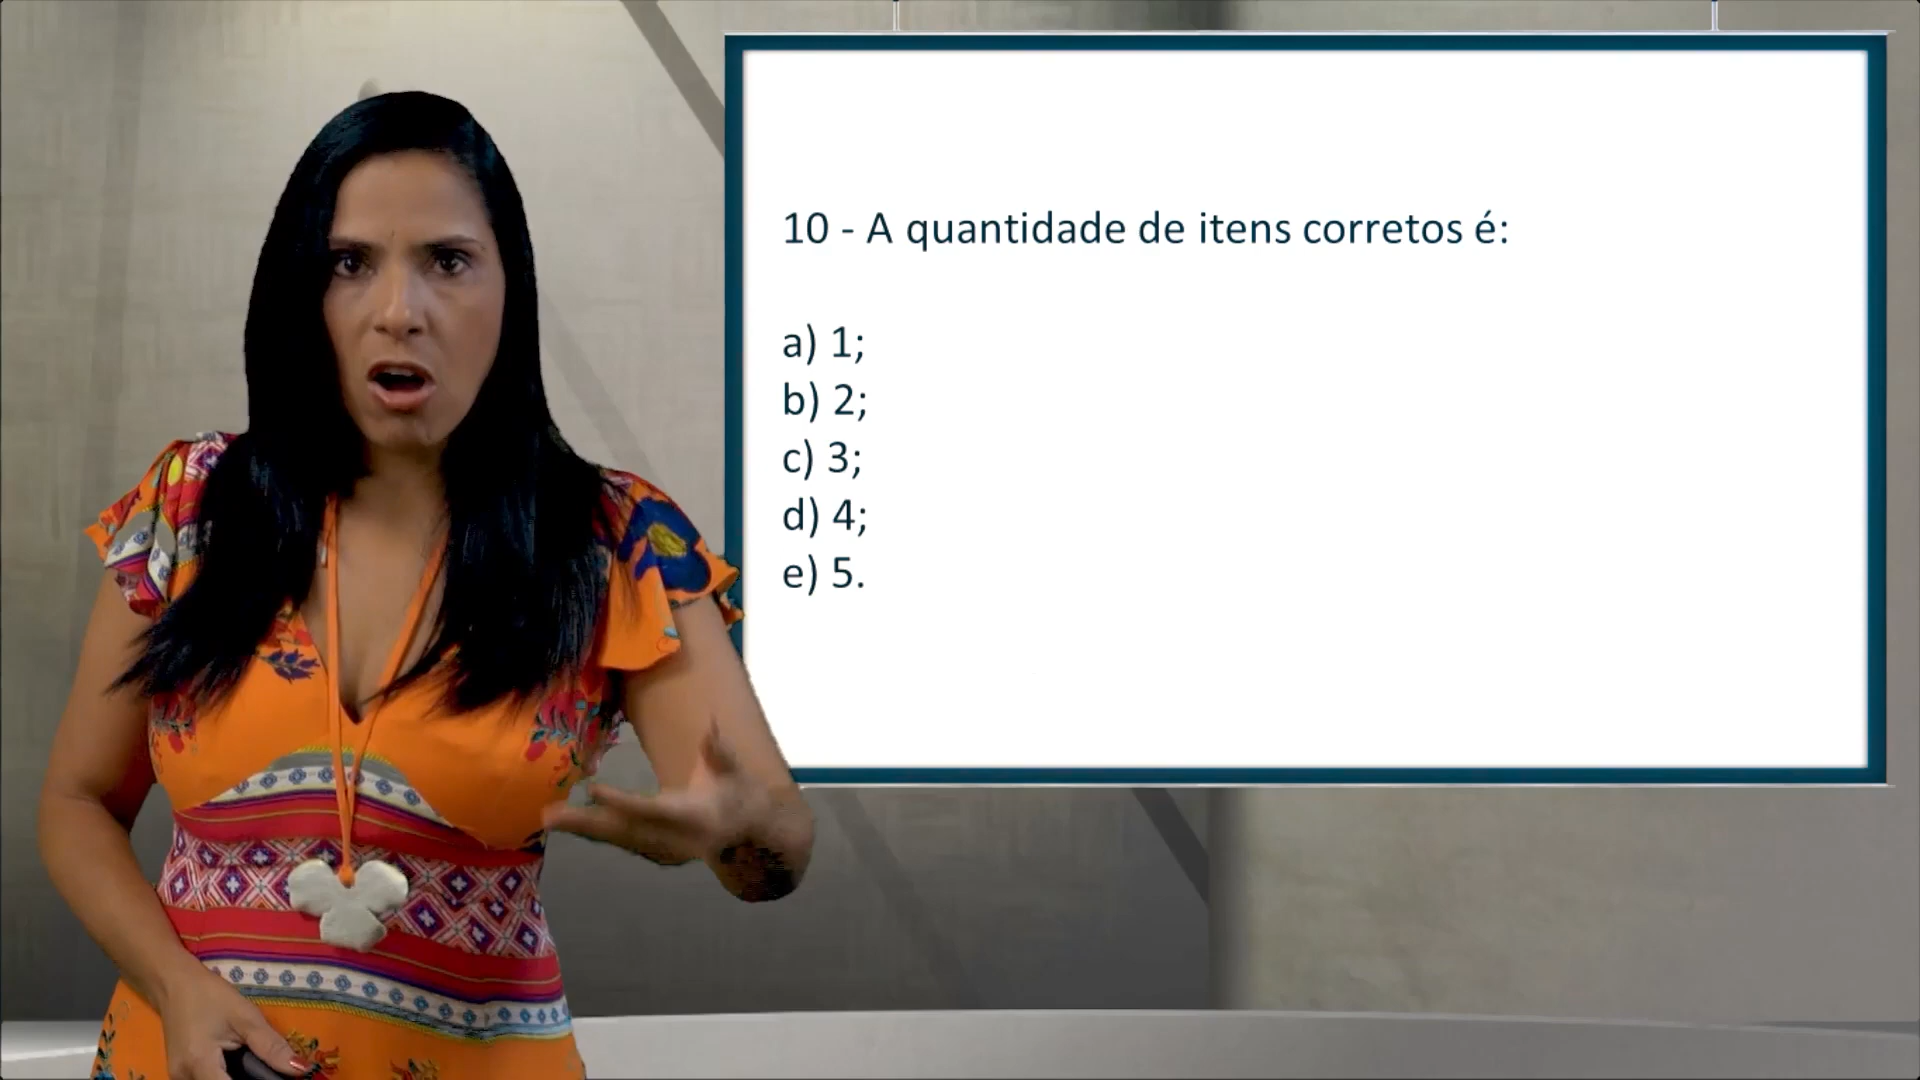 10 - A quantidade de itens corretos é:
a) 1;
b) 2;
c) 3;
d) 4;
e) 5.